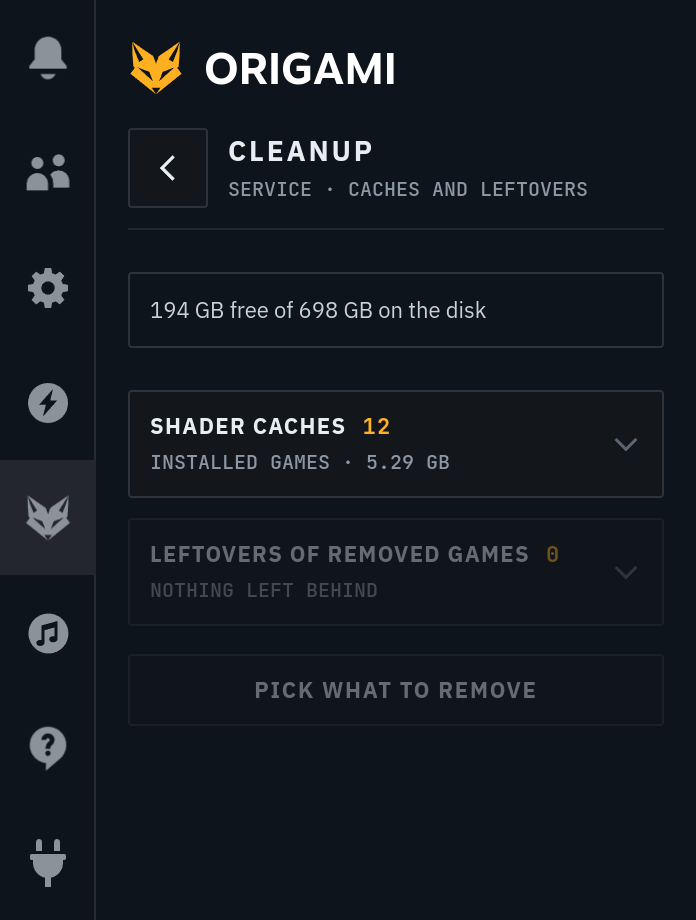 ORIGAMI
CLEANUP
SERVICE · CACHES AND LEFTOVERS
194 GB free of 698 GB on the disk
SHADER CACHES 12
INSTALLED GAMES · 5.29 GB
LEFTOVERS OF REMOVED GAMES 0
NOTHING LEFT BEHIND
PICK WHAT TO REMOVE